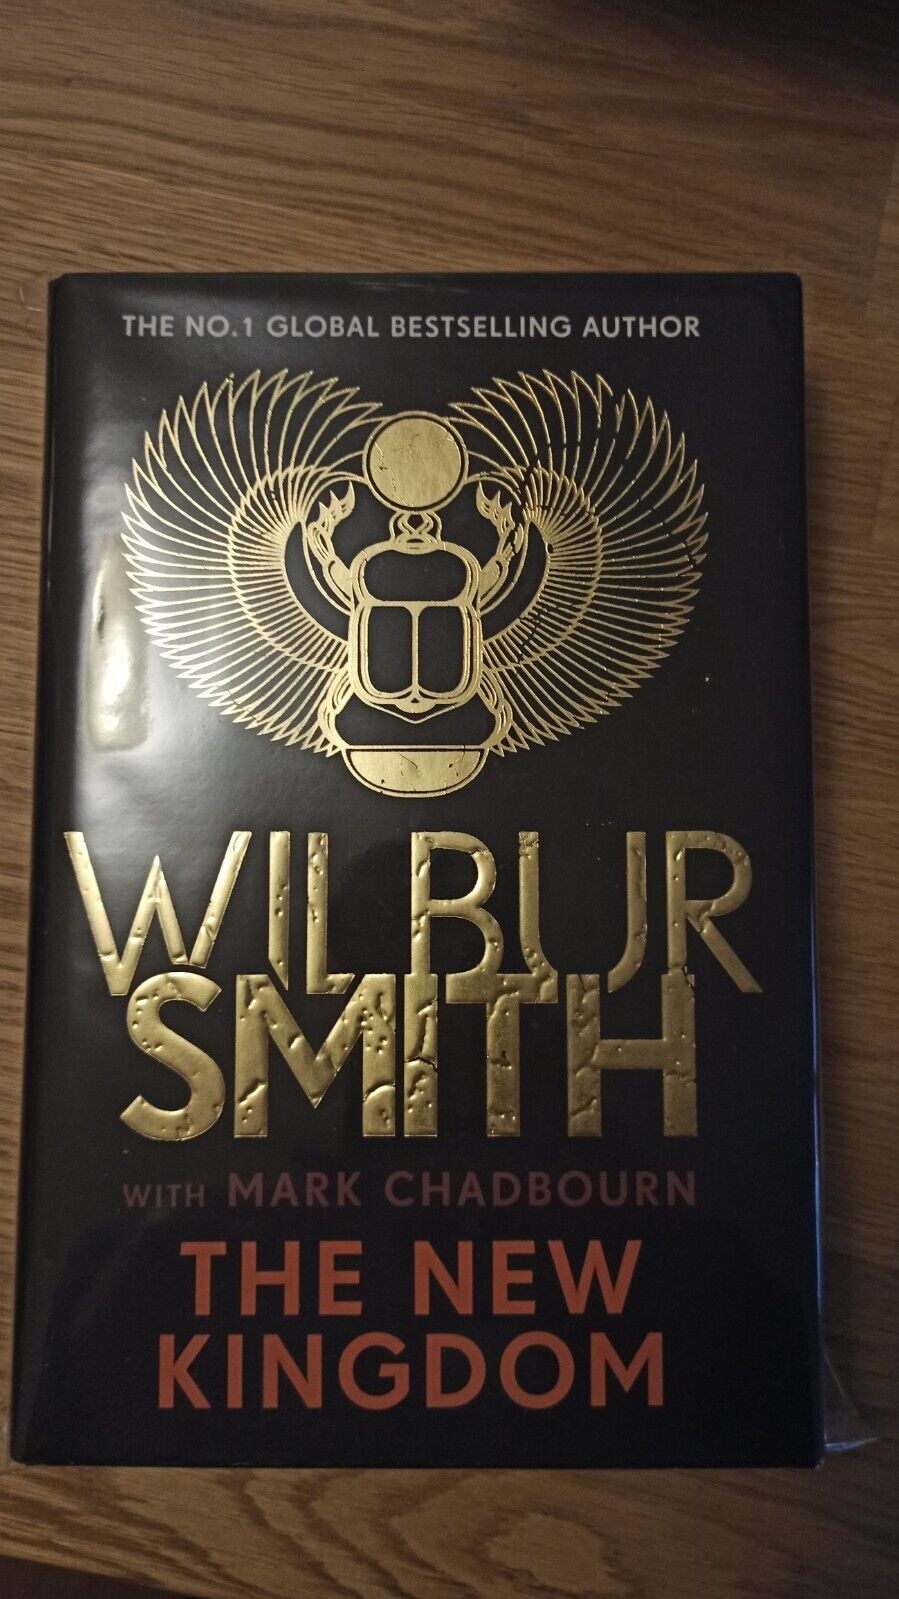 THE NO.1 GLOBAL BESTSELLING AUTHOR
WILBUR
SMITH
WITH MARK CHADBOURN
THE NEW
KINGDOM